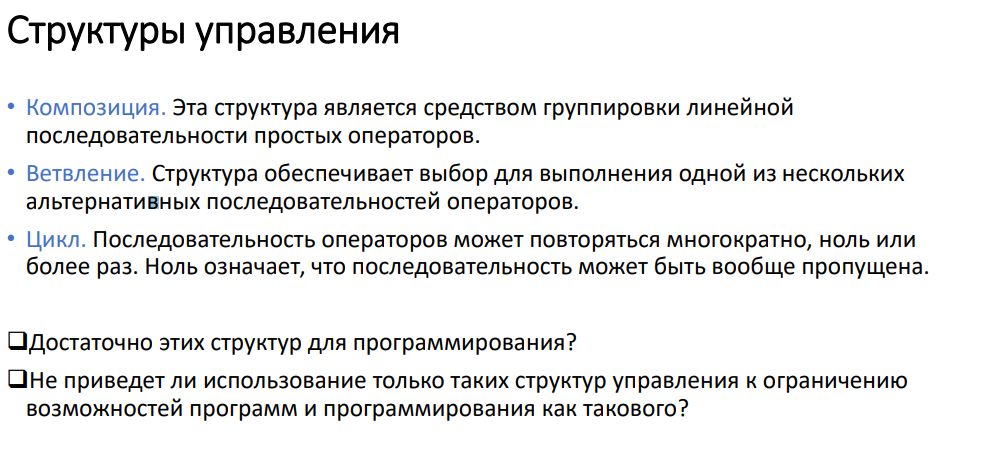 Структуры управления
• Композиция. Эта структура является средством группировки линейной
последовательности простых операторов.
• Ветвление. Структура обеспечивает выбор для выполнения одной из нескольких
альтернативных последовательностей операторов.
• Цикл. Последовательность операторов может повторяться многократно, ноль или
более раз. Ноль означает, что последовательность может быть вообще пропущена.
❑Достаточно этих структур для программирования?
❑Не приведет ли использование только таких структур управления к ограничению
возможностей программ и программирования как такового?